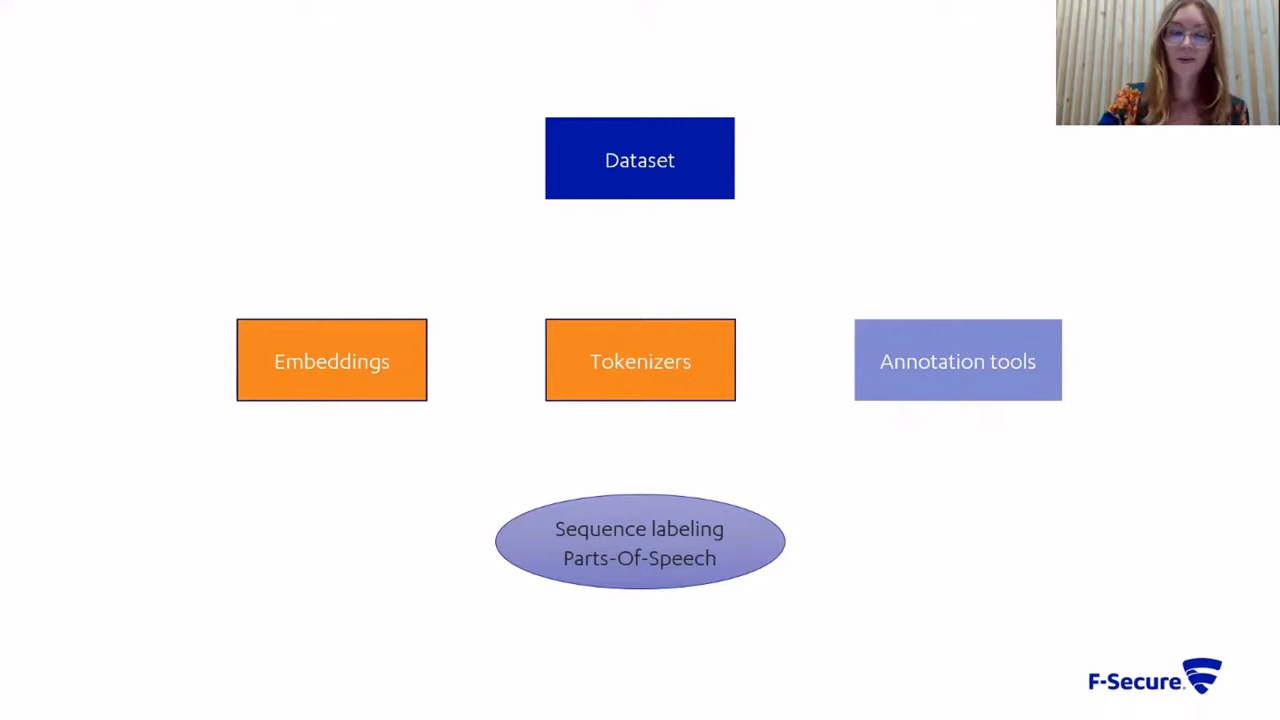 Dataset
Embeddings
Tokenizers
Annotation tools
Sequence labeling
Parts-Of-Speech
F-Secure.